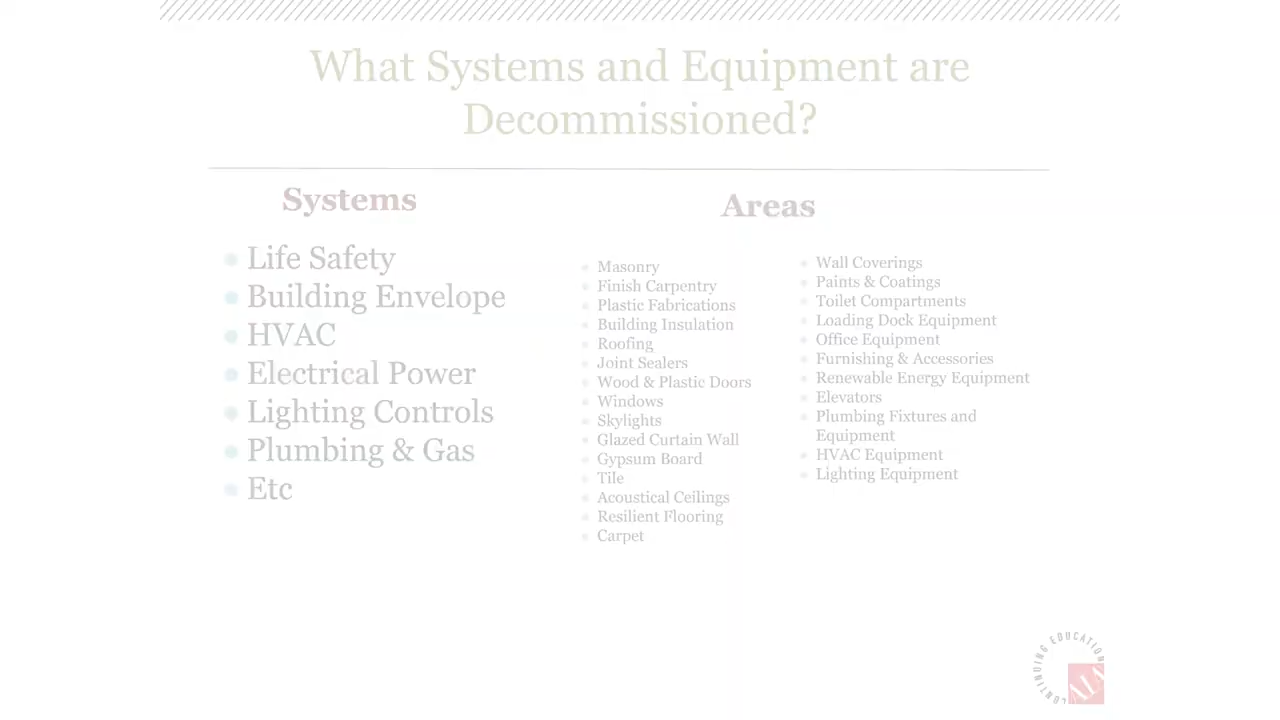 What Systems and Equipment are
Decommissioned?
Systems
Life Safety
Building Envelope
HVAC
Electrical Power
Lighting Controls
Plumbing & Gas
Etc
Areas
Masonry
Finish Carpentry
Plastic Fabrications
Building Insulation
Roofing
Joint Sealers
Wood & Plastic Doors
Windows
Skylights
Glazed Curtain Wall
Gypsum Board
Tile
Acoustical Ceilings
Resilient Flooring
Carpet
Wall Coverings
Paints & Coatings
Toilet Compartments
Loading Dock Equipment
Office Equipment
Furnishing & Accessories
Renewable Energy Equipment
Elevators
Plumbing Fixtures and
Equipment
HVAC Equipment
Lighting Equipment
CONTINUING EDUCATION
AIA